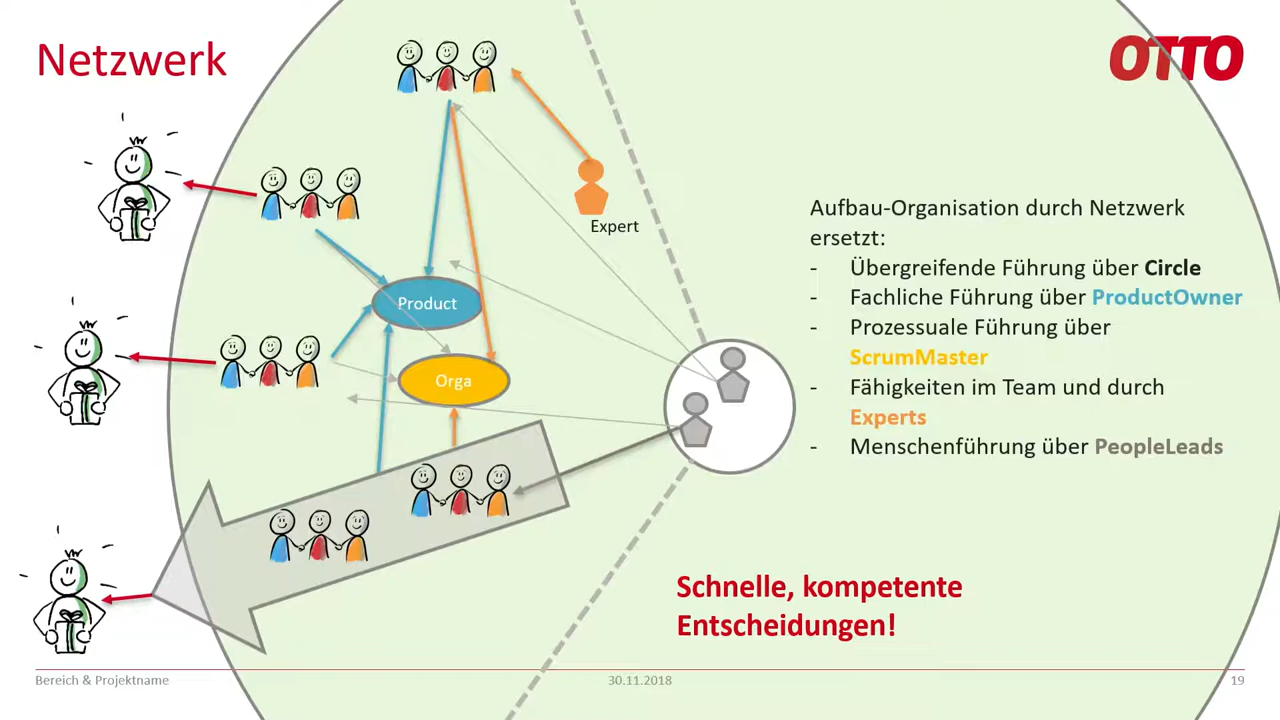 Netzwerk
OTTO
Expert
Product
Orga
Aufbau-Organisation durch Netzwerk
ersetzt:
- Übergreifende Führung über Circle
- Fachliche Führung über ProductOwner
- Prozessuale Führung über
ScrumMaster
- Fähigkeiten im Team und durch
Experts
- Menschenführung über PeopleLeads
Schnelle, kompetente
Entscheidungen!
Bereich & Projektname
30.11.2018
19